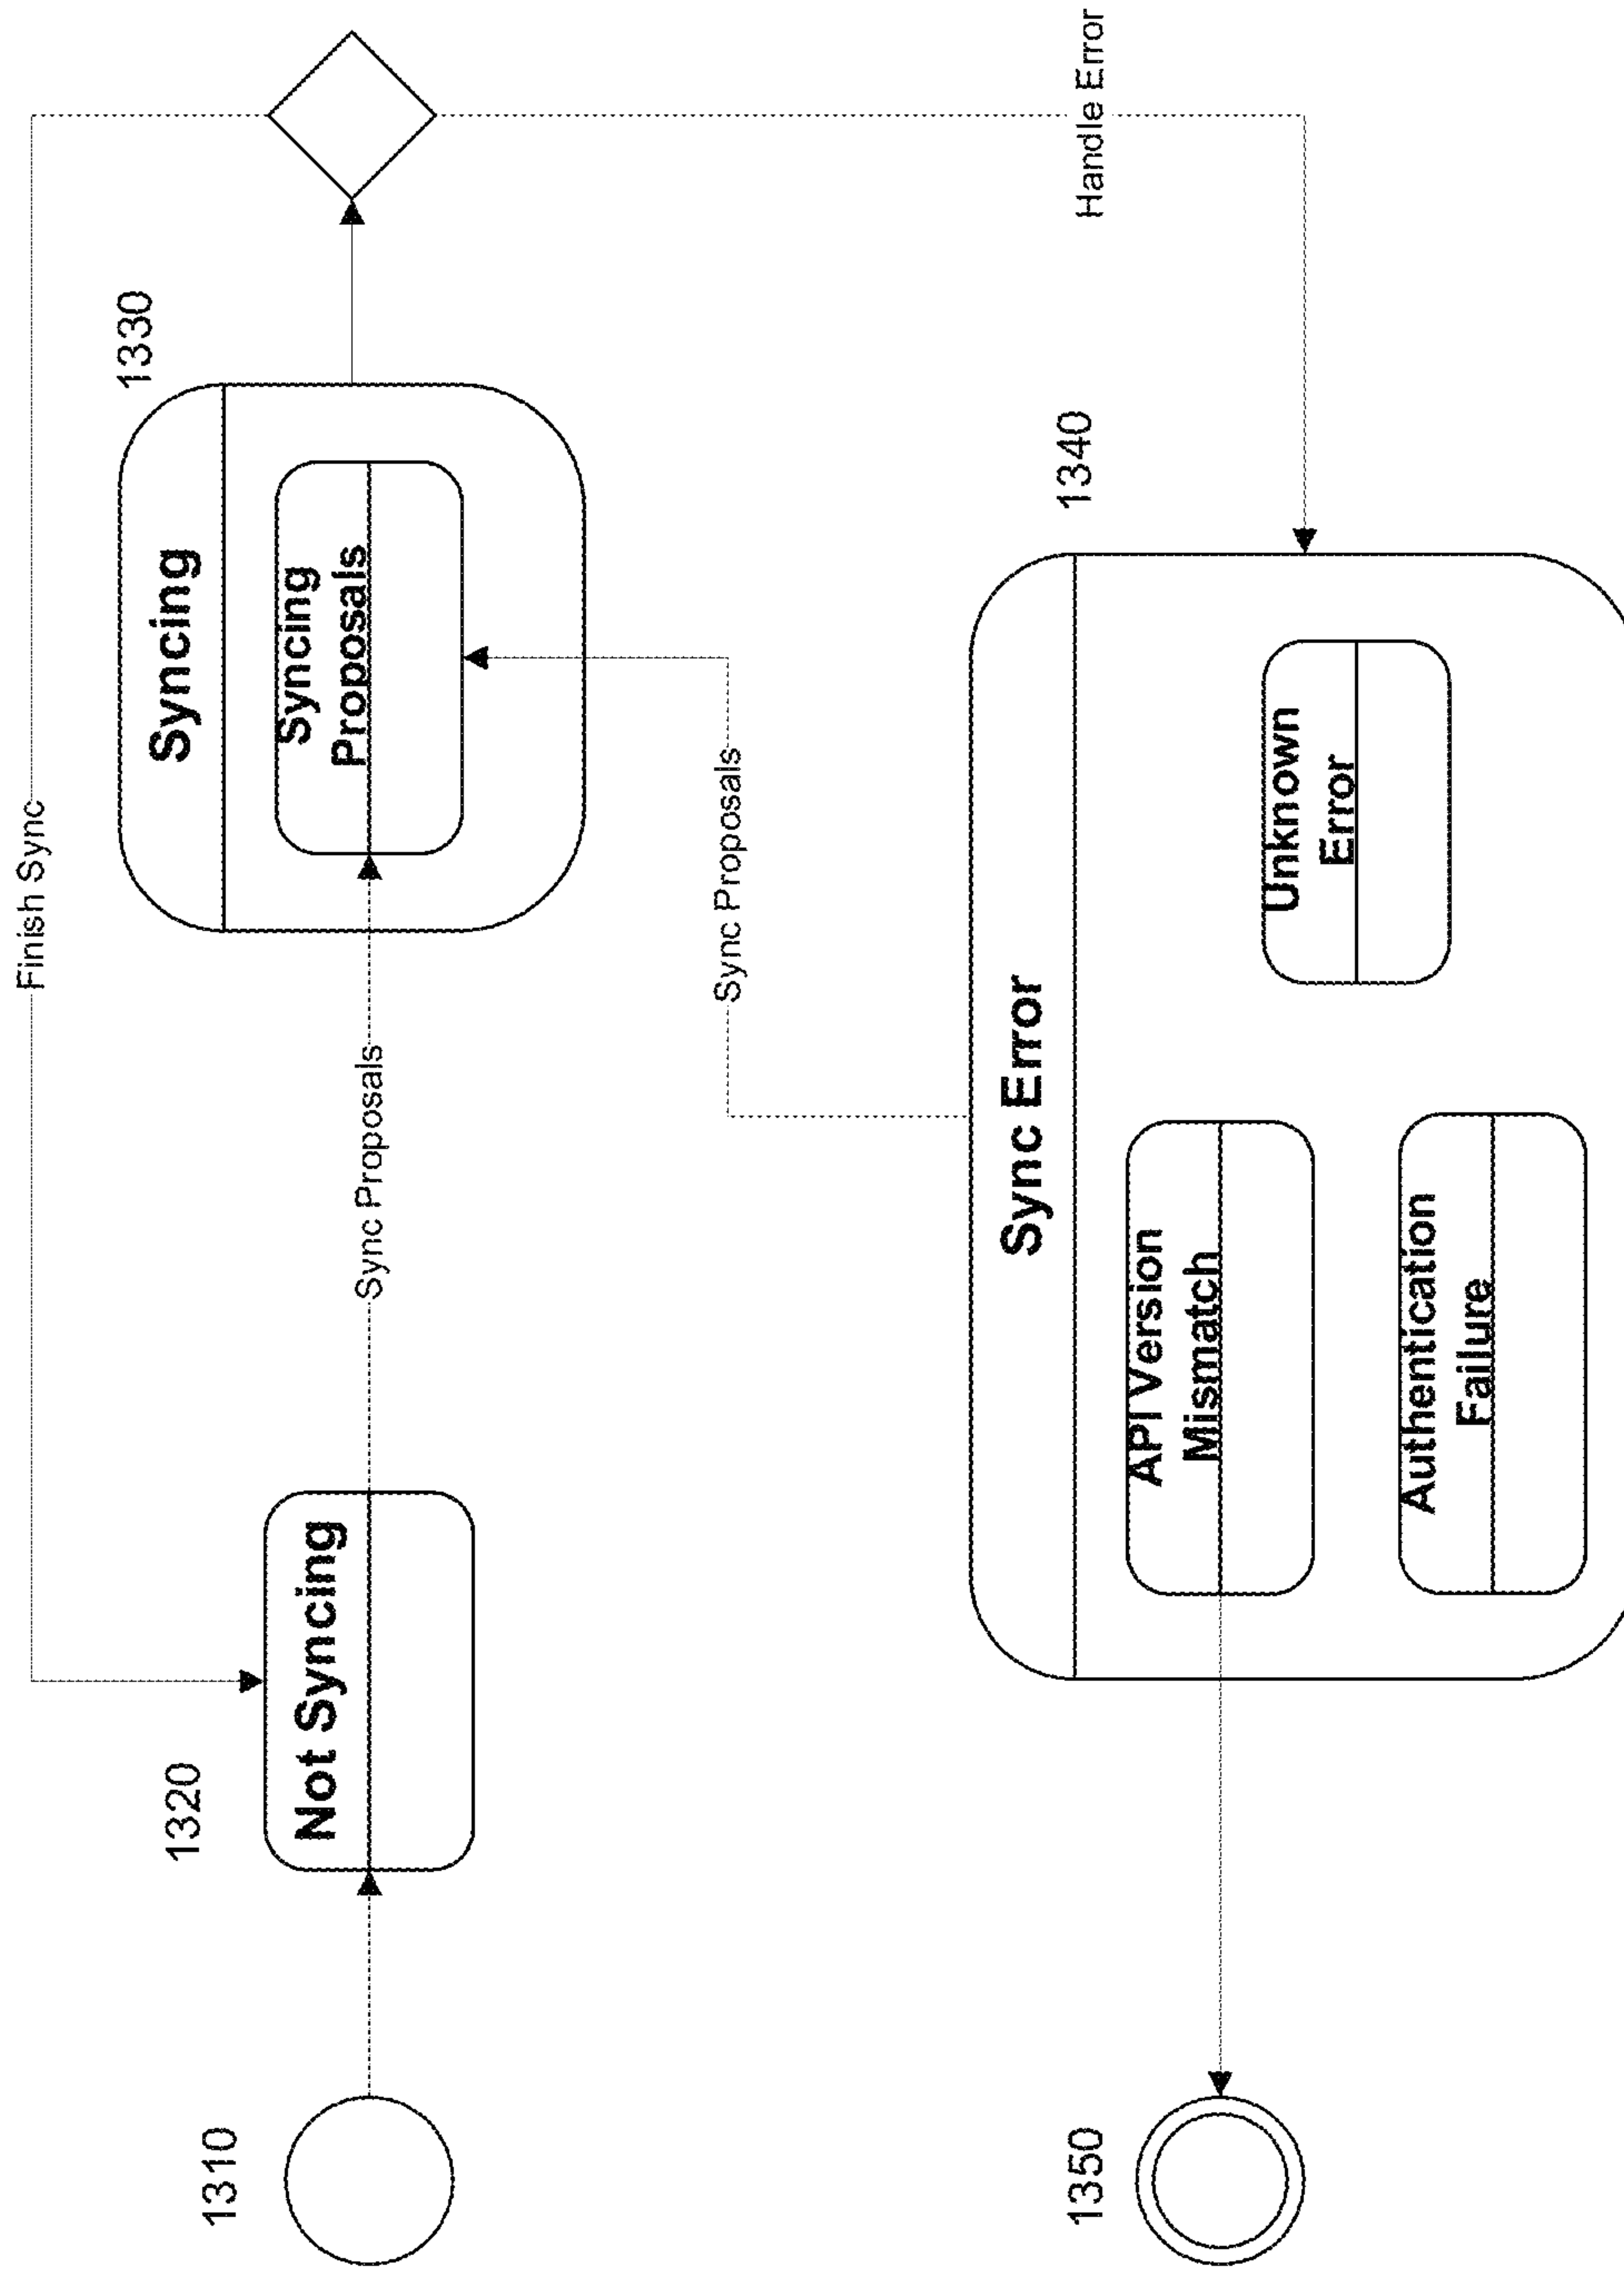 Finish Sync
1330
Syncing
Syncing
Proposals
1320
Not Syncing
Sync Proposals
1310
Sync Proposals
Handle Error
1340
Sync Error
API Version
Mismatch
Unknown
Error
Authentication
Failure
1350